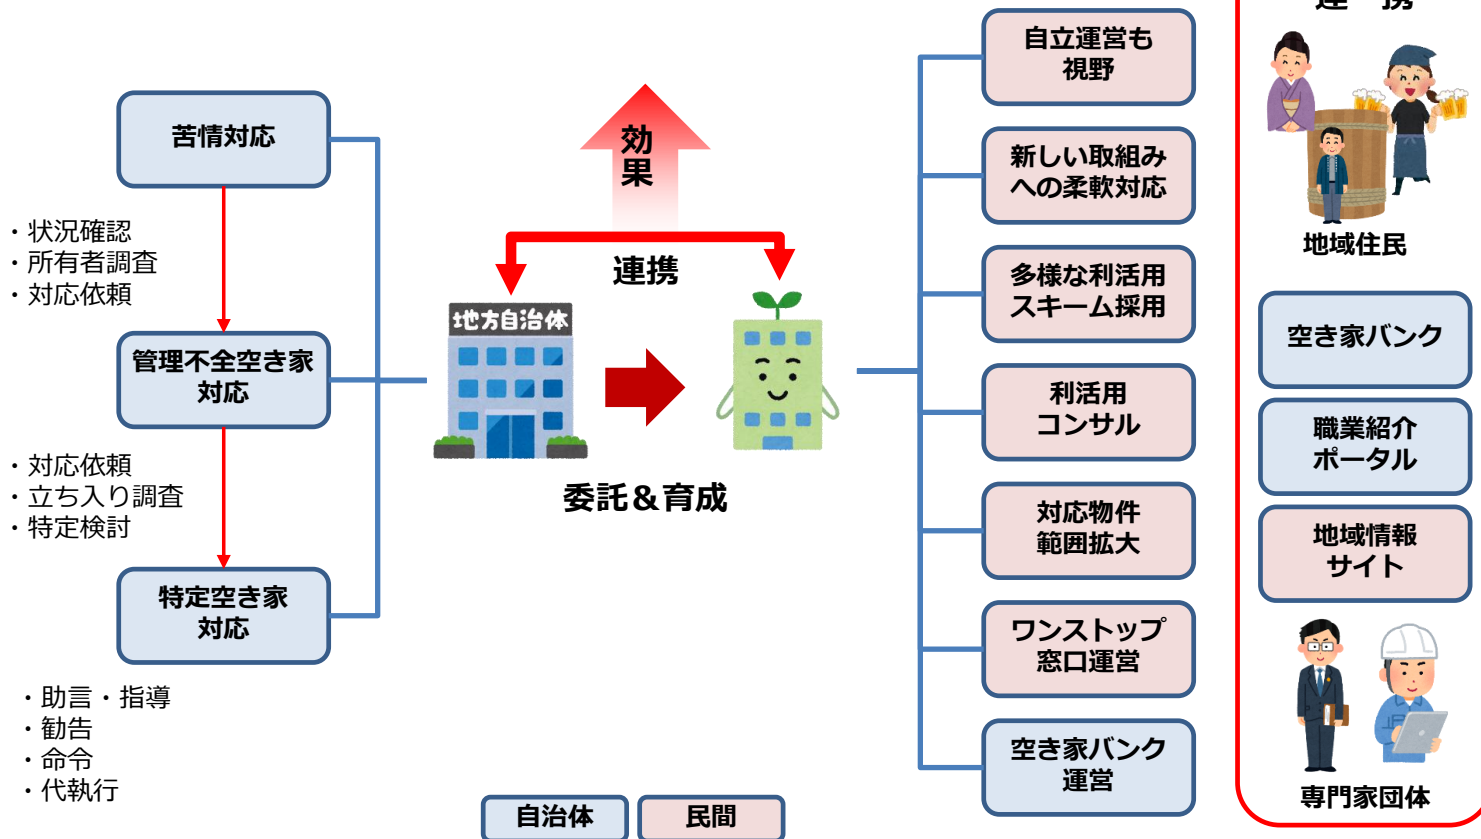 苦情対応
・状況確認
・所有者調査
・対応依頼
管理不全空き家
対応
・対応依頼
・立ち入り調査
・特定検討
特定空き家
対応
・助言・指導
・勧告
・命令
・代執行
効
果
連携
地方自治体
委託＆育成
自治体
民間
自立運営も
視野
新しい取組み
への柔軟対応
多様な利活用
スキーム採用
利活用
コンサル
対応物件
範囲拡大
ワンストップ
窓口運営
空き家バンク
運営
連 携
地域住民
空き家バンク
職業紹介
ポータル
地域情報
サイト
専門家団体